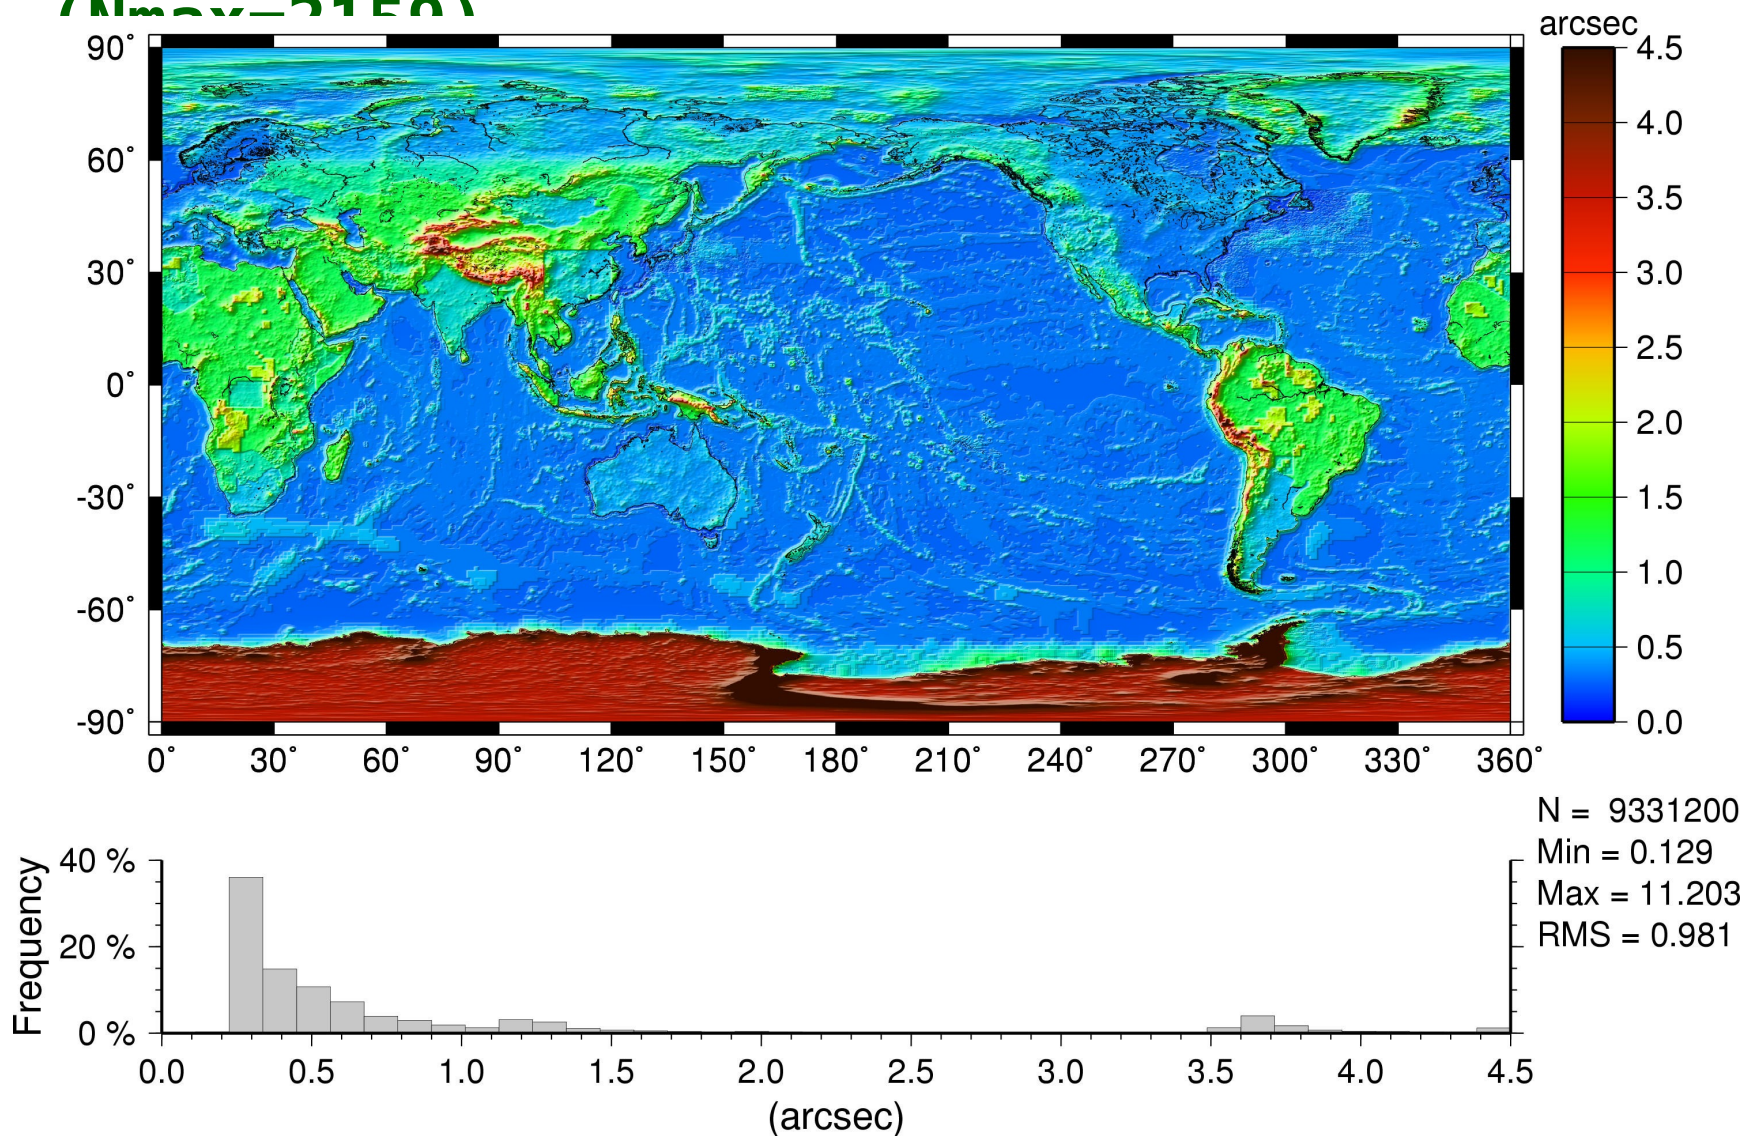 (Nmax=2159)
arcsec
90° 4.5
4.0
60° 3.5
30° 3.0
2.5
0° 2.0
-30° 1.5
1.0
-60° 0.5
-90° 0.0
0° 30° 60° 90° 120° 150° 180° 210° 240° 270° 300° 330° 360°
N = 9331200
Min = 0.129
Max = 11.203
RMS = 0.981
Frequency
40 %
20 %
0 %
0.0 0.5 1.0 1.5 2.0 2.5 3.0 3.5 4.0 4.5
(arcsec)